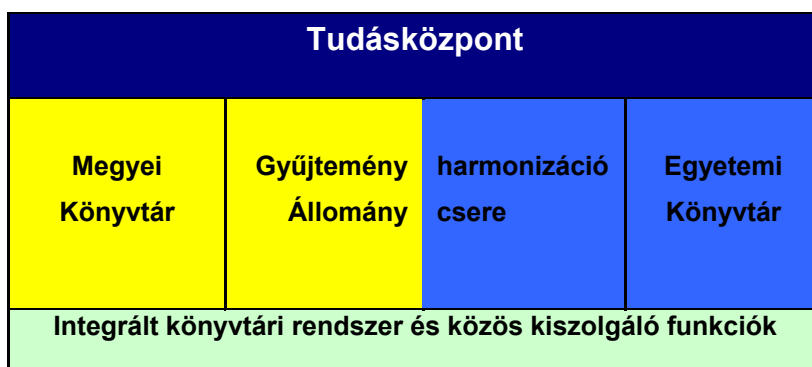 Tudásközpont
Megyei
Könyvtár
Gyűjtemény harmonizáció
Állomány csere
Egyetemi
Könyvtár
Integrált könyvtári rendszer és közös kiszolgáló funkciók